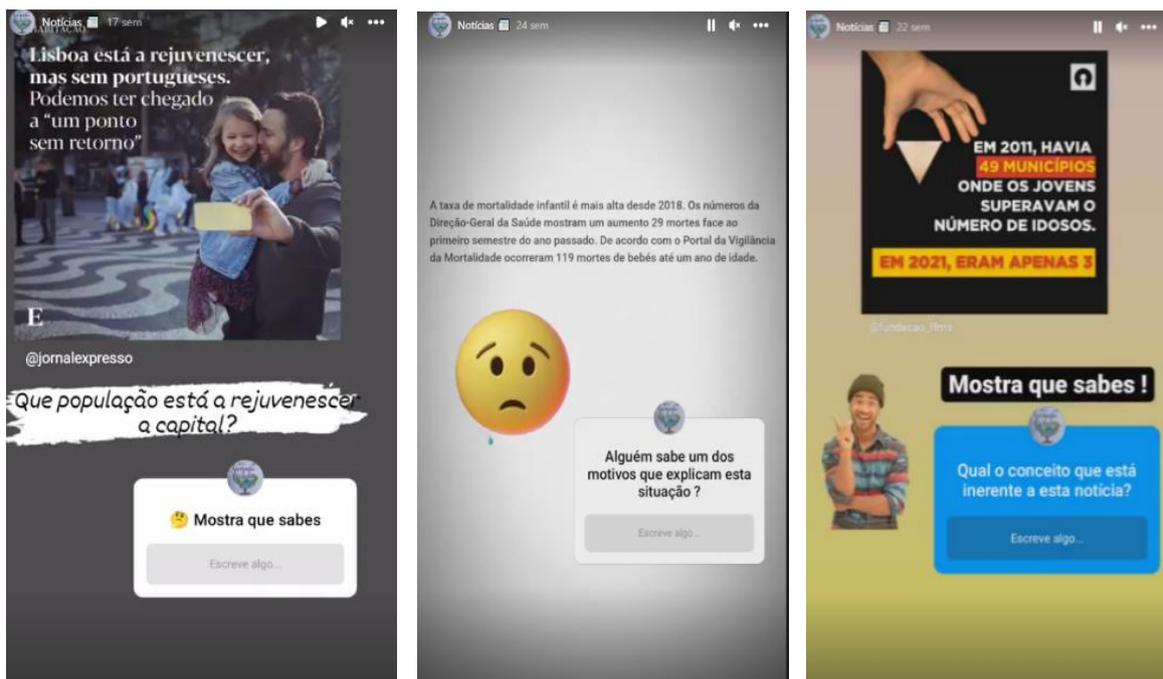 Notícias 17 sem
HABITAÇÃO
Lisboa está a rejuvenescer,
mas sem portugueses.
Podemos ter chegado
a “um ponto
sem retorno”
E
@jornalexpresso
Que população está a rejuvenescer
a capital?
Mostra que sabes
Escreve algo...
Notícias 24 sem
A taxa de mortalidade infantil é mais alta desde 2018. Os números da
Direção-Geral da Saúde mostram um aumento 29 mortes face ao
primeiro semestre do ano passado. De acordo com o Portal da Vigilância
da Mortalidade ocorreram 119 mortes de bebés até um ano de idade.
Alguém sabe um dos
motivos que explicam esta
situação ?
Escreve algo...
Notícias 22 sem
EM 2011, HAVIA
49 MUNICÍPIOS
ONDE OS JOVENS
SUPERAVAM O
NÚMERO DE IDOSOS.
EM 2021, ERAM APENAS 3
@fundacao_ffms
Mostra que sabes !
Qual o conceito que está
inerente a esta notícia?
Escreve algo...